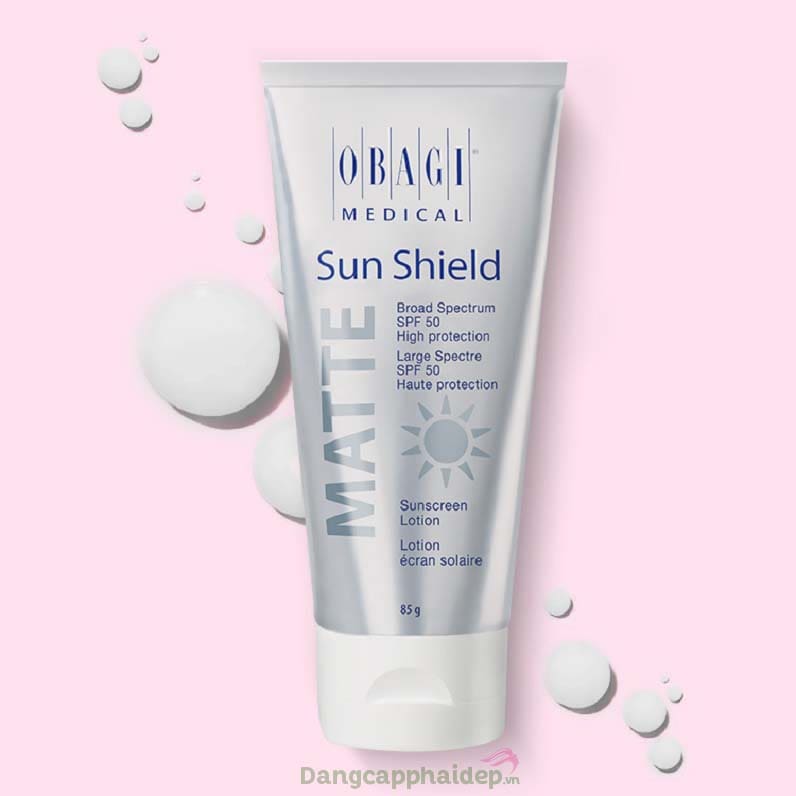 OBAGI®
MEDICAL
Sun Shield
MATTE
Broad Spectrum
SPF 50
High protection
Large Spectre
SPF 50
Haute protection
Sunscreen
Lotion
Lotion
écran solaire
85 g
Dangcapphaidep.vn